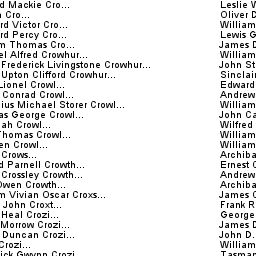 d Mackie Cro... Leslie W
Cro... Oliver D
rd Victor Cro... William
rd Percy Cro... Lewis G
m Thomas Cro... James D
el Alfred Crowhur... William
Frederick Livingstone Crowhur... John St
Upton Clifford Crowhur... Sinclair
Lionel Crowl... Edward
Conrad Crowl... Andrew
ius Michael Storer Crowl... William
as George Crowl... John Ca
ah Crowl... Wilfred
Thomas Crowl... William
en Crowl... William
Crows... Archiba
d Parnell Crowth... Ernest C
Crossley Crowth... Andrew
Owen Crowth... Archiba
m Vivian Oscar Croxs... James C
John Croxt... Frank R
Heal Crozi... George
Morrow Crozi... James D
Duncan Crozi... John D.
Crozi... William
ick Gwynn Crozi... Tasman